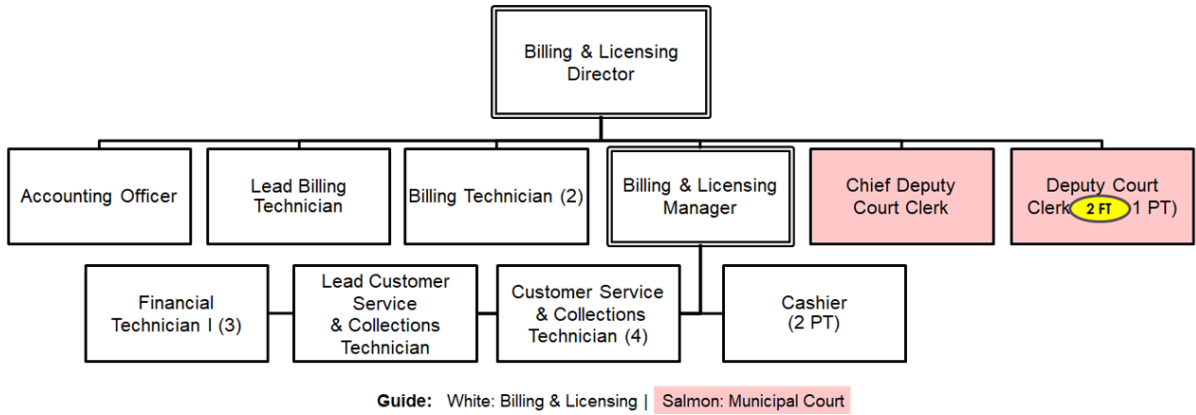 Billing & Licensing
Director
Accounting Officer
Lead Billing
Technician
Billing Technician (2)
Billing & Licensing
Manager
Chief Deputy
Court Clerk
Deputy Court
Clerk 2 FT 1 PT)
Financial
Technician I (3)
Lead Customer
Service
& Collections
Technician
Customer Service
& Collections
Technician (4)
Cashier
(2 PT)
Guide: White: Billing & Licensing | Salmon: Municipal Court